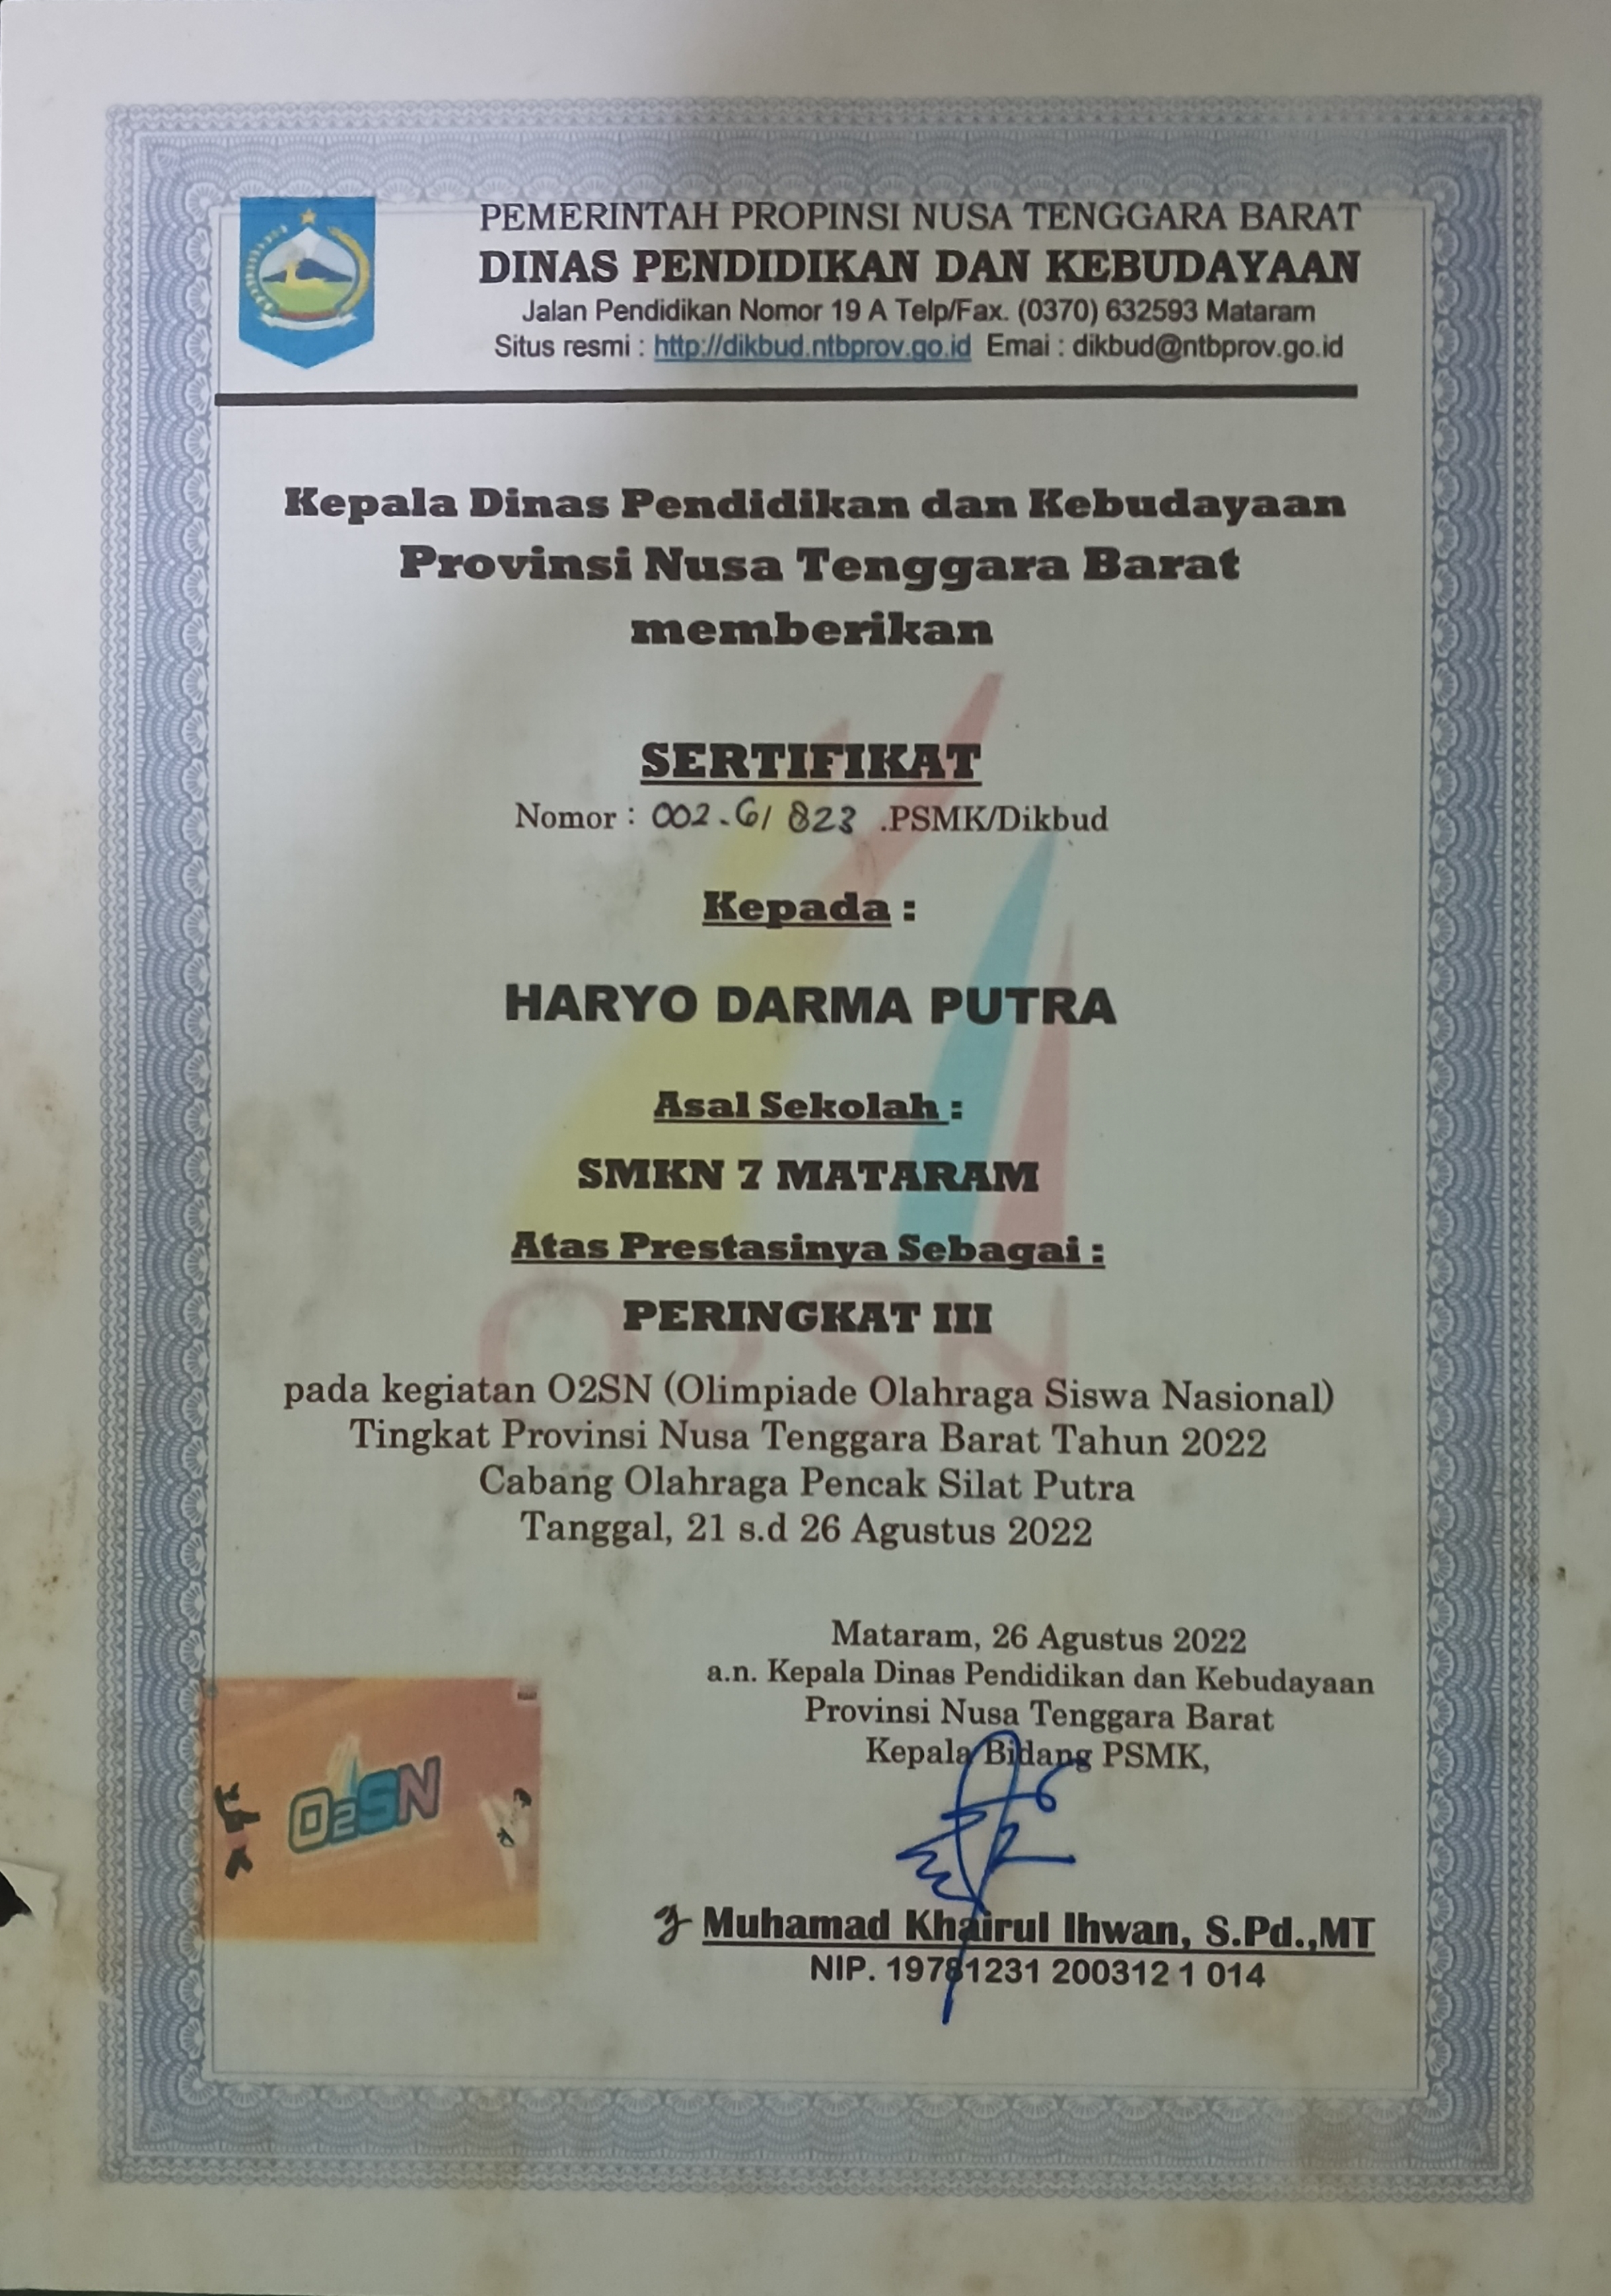 PEMERINTAH PROPINSI NUSA TENGGARA BARAT
DINAS PENDIDIKAN DAN KEBUDAYAAN
Jalan Pendidikan Nomor 19 A Telp/Fax. (0370) 632593 Mataram
Situs resmi : http://dikbud.ntbprov.go.id Emai : dikbud@ntbprov.go.id
Kepala Dinas Pendidikan dan Kebudayaan
Provinsi Nusa Tenggara Barat
memberikan
SERTIFIKAT
Nomor : 002.6/ 823 .PSMK/Dikbud
Kepada :
HARYO DARMA PUTRA
Asal Sekolah :
SMKN 7 MATARAM
Atas Prestasinya Sebagai :
PERINGKAT III
O2SN
pada kegiatan O2SN (Olimpiade Olahraga Siswa Nasional)
Tingkat Provinsi Nusa Tenggara Barat Tahun 2022
Cabang Olahraga Pencak Silat Putra
Tanggal, 21 s.d 26 Agustus 2022
Mataram, 26 Agustus 2022
a.n. Kepala Dinas Pendidikan dan Kebudayaan
Provinsi Nusa Tenggara Barat
Kepala Bidang PSMK,
O2SN
Muhamad Khairul Ihwan, S.Pd.,MT
NIP. 19781231 200312 1 014